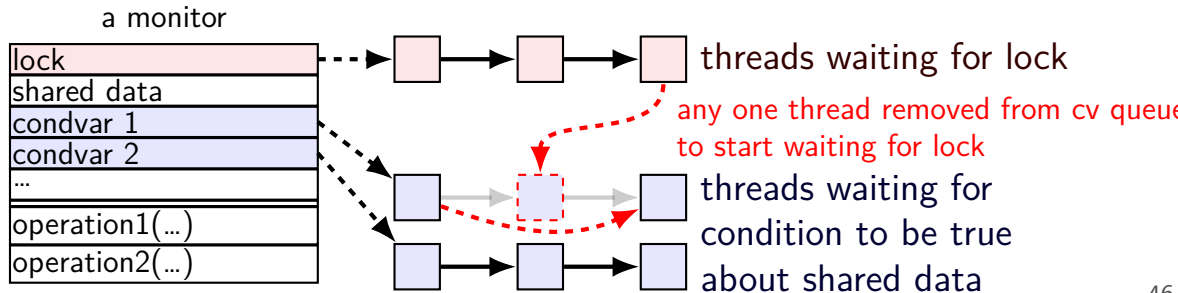 a monitor
lock
shared data
condvar 1
condvar 2
...
operation1(...)
operation2(...)
threads waiting for lock
any one thread removed from cv queue
to start waiting for lock
threads waiting for
condition to be true
about shared data
46